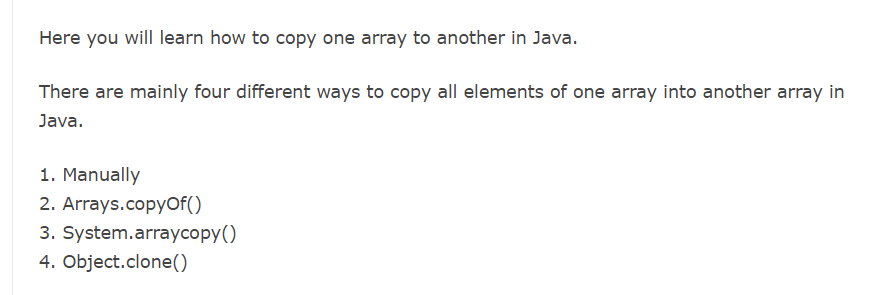 Here you will learn how to copy one array to another in Java.
There are mainly four different ways to copy all elements of one array into another array in
Java.
1. Manually
2. Arrays.copyOf()
3. System.arraycopy()
4. Object.clone()